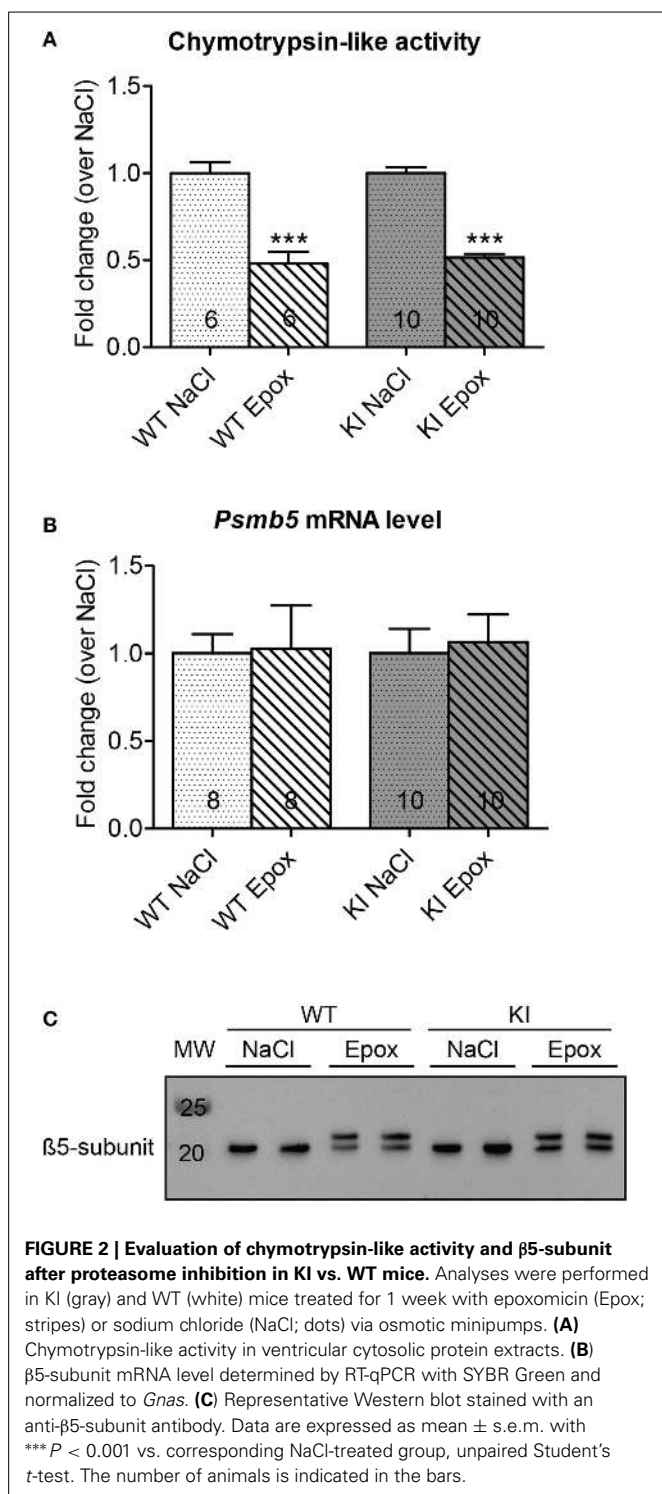 A
Chymotrypsin-like activity
Fold change (over NaCl)
1.5
1.0
0.5
0.0
***
***
6
6
10
10
WT NaCl
WT Epox
KI NaCl
KI Epox
B
Psmb5 mRNA level
Fold change (over NaCl)
1.5
1.0
0.5
0.0
8
8
10
10
WT NaCl
WT Epox
KI NaCl
KI Epox
C
WT
KI
MW
NaCl
Epox
NaCl
Epox
25
ß5-subunit
20
FIGURE 2 | Evaluation of chymotrypsin-like activity and β5-subunit
after proteasome inhibition in KI vs. WT mice. Analyses were performed
in KI (gray) and WT (white) mice treated for 1 week with epoxomicin (Epox;
stripes) or sodium chloride (NaCl; dots) via osmotic minipumps. (A)
Chymotrypsin-like activity in ventricular cytosolic protein extracts. (B)
β5-subunit mRNA level determined by RT-qPCR with SYBR Green and
normalized to Gnas. (C) Representative Western blot stained with an
anti-β5-subunit antibody. Data are expressed as mean ± s.e.m. with
***P < 0.001 vs. corresponding NaCl-treated group, unpaired Student's
t-test. The number of animals is indicated in the bars.